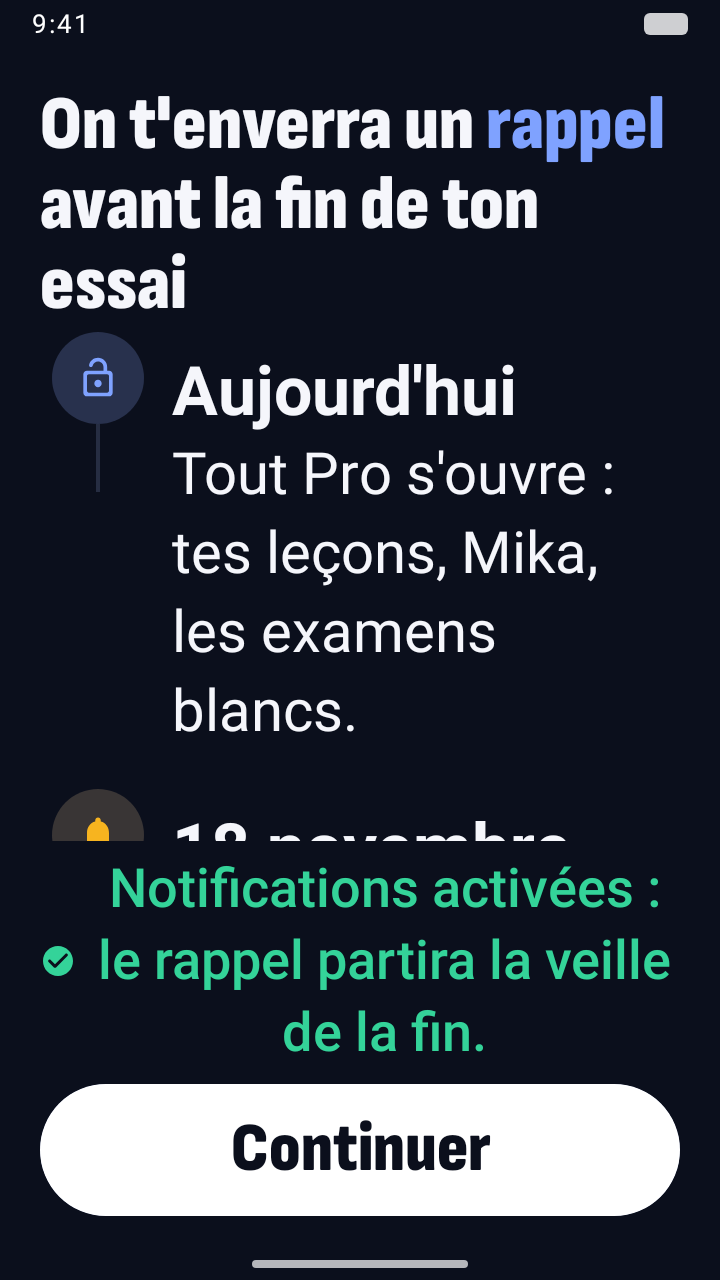 9:41
On t'enverra un rappel
avant la fin de ton
essai
Aujourd'hui
Tout Pro s'ouvre :
tes leçons, Mika,
les examens
blancs.
novembre
Notifications activées :
le rappel partira la veille
de la fin.
Continuer